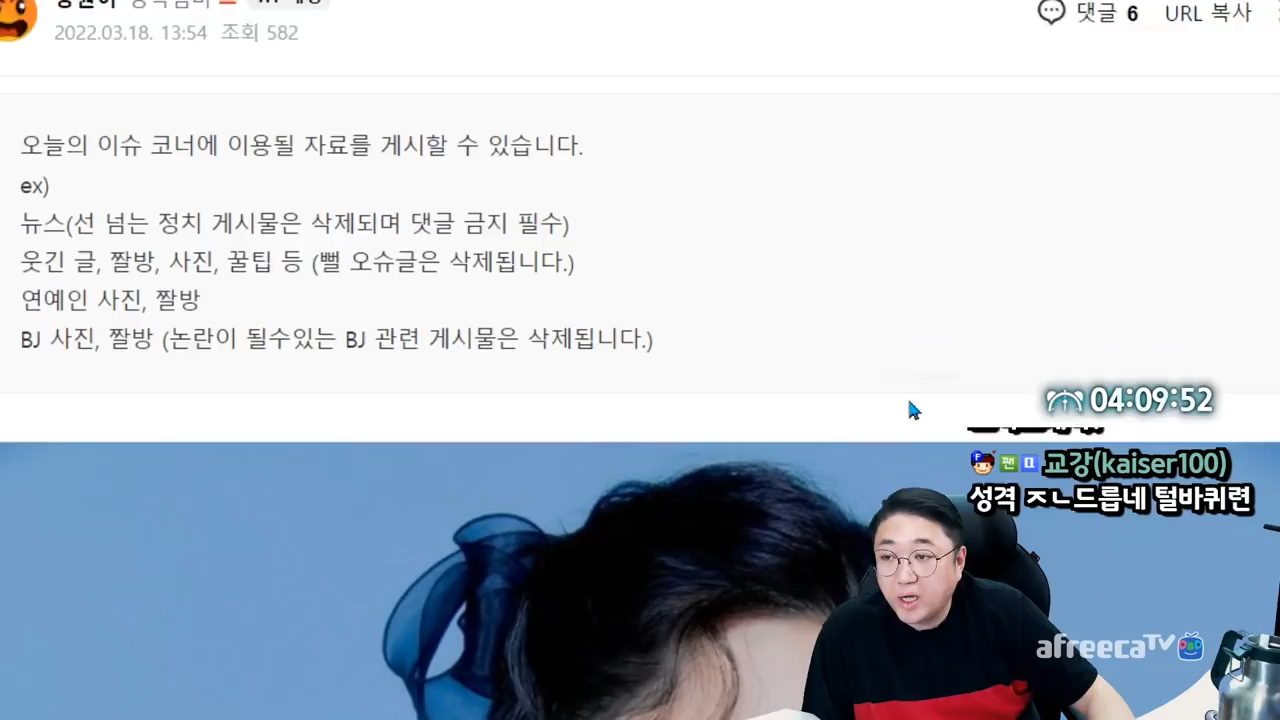 2022.03.18. 13:54 조회 582
댓글 6 URL 복사
오늘의 이슈 코너에 이용될 자료를 게시할 수 있습니다.
ex)
뉴스(선 넘는 정치 게시물은 삭제되며 댓글 금지 필수)
웃긴 글, 짤방, 사진, 꿀팁 등 (뻘 오슈글은 삭제됩니다.)
연예인 사진, 짤방
BJ 사진, 짤방 (논란이 될수있는 BJ 관련 게시물은 삭제됩니다.)
04:09:52
F 팬 교강(kaiser100)
성격 ㅈㄴ드릅네 털바퀴련
afreecaTV